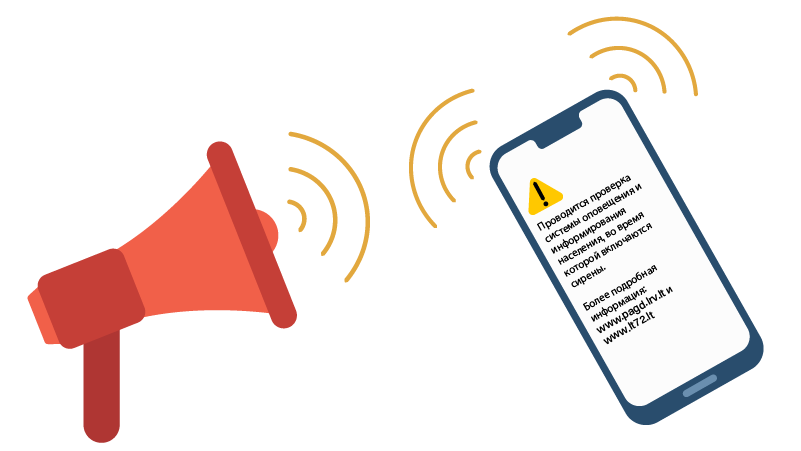 Проводится проверка
системы оповещения и
информирования
населения, во время
которой включаются
сирены.
Более подробная
информация:
www.pagd.lrv.lt и
www.lt72.lt